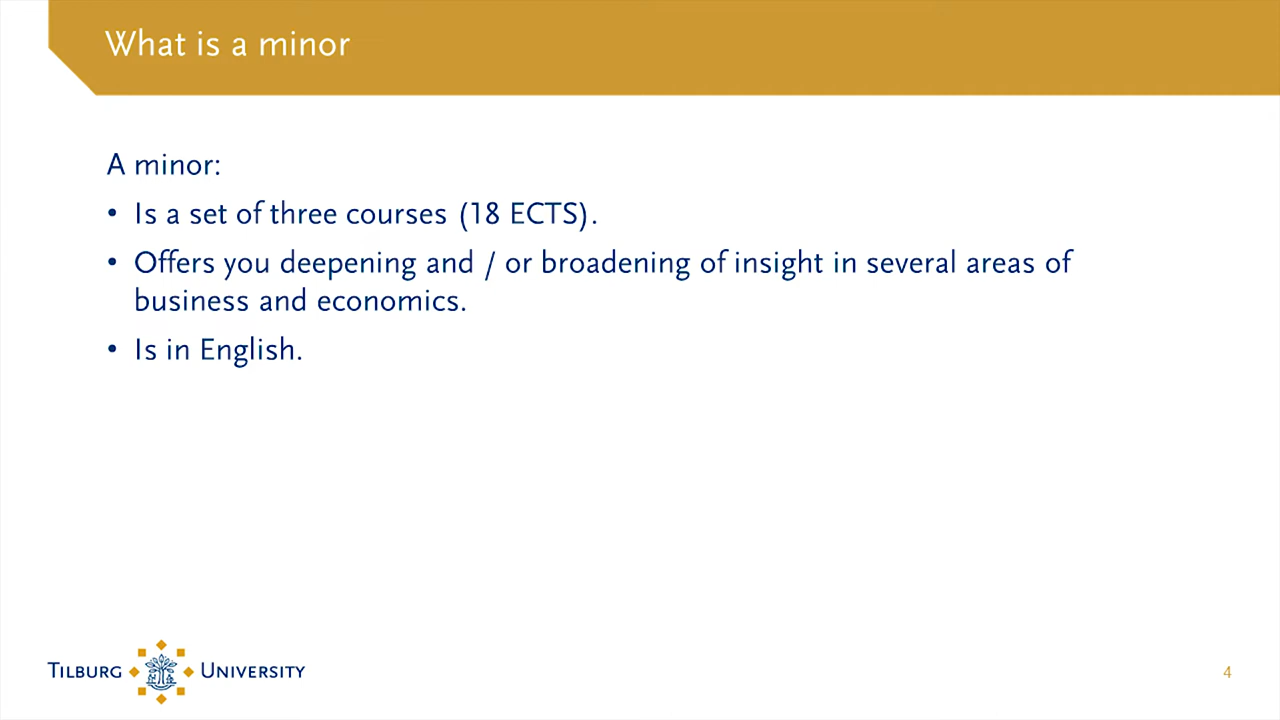 What is a minor
A minor:
• Is a set of three courses (18 ECTS).
• Offers you deepening and / or broadening of insight in several areas of
business and economics.
• Is in English.
TILBURG UNIVERSITY
4